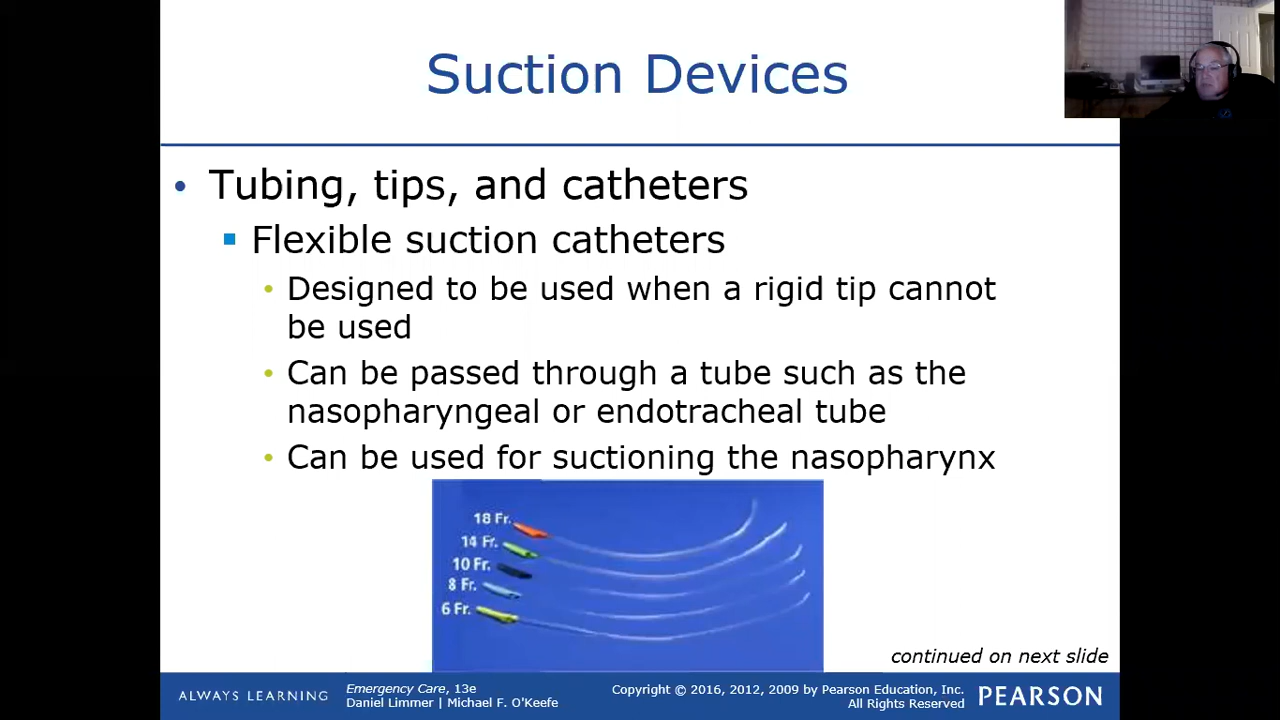 Suction Devices
• Tubing, tips, and catheters
▪ Flexible suction catheters
• Designed to be used when a rigid tip cannot
be used
• Can be passed through a tube such as the
nasopharyngeal or endotracheal tube
• Can be used for suctioning the nasopharynx
18 Fr.
14 Fr.
10 Fr.
8 Fr.
6 Fr.
continued on next slide
ALWAYS LEARNING
Emergency Care, 13e
Daniel Limmer | Michael F. O'Keefe
Copyright © 2016, 2012, 2009 by Pearson Education, Inc.
All Rights Reserved
PEARSON